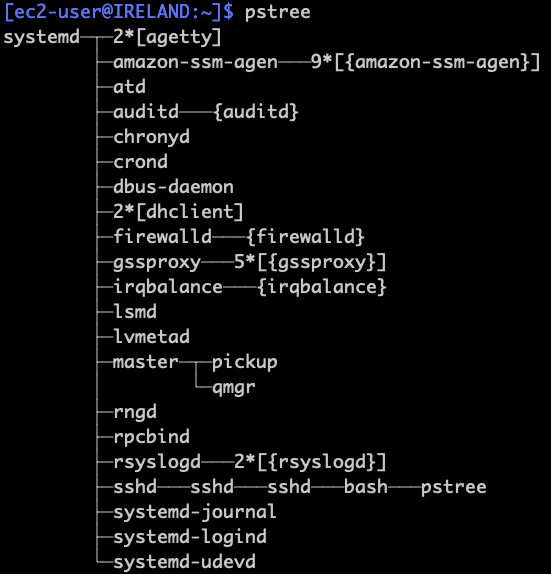 [ec2-user@IRELAND:~]$ pstree
systemd─┬─2*[agetty]
        ├─amazon-ssm-agen───9*[{amazon-ssm-agen}]
        ├─atd
        ├─auditd───{auditd}
        ├─chronyd
        ├─crond
        ├─dbus-daemon
        ├─2*[dhclient]
        ├─firewalld───{firewalld}
        ├─gssproxy───5*[{gssproxy}]
        ├─irqbalance───{irqbalance}
        ├─lsmd
        ├─lvmetad
        ├─master─┬─pickup
        │        └─qmgr
        ├─rngd
        ├─rpcbind
        ├─rsyslogd───2*[{rsyslogd}]
        ├─sshd───sshd───sshd───bash───pstree
        ├─systemd-journal
        ├─systemd-logind
        └─systemd-udevd